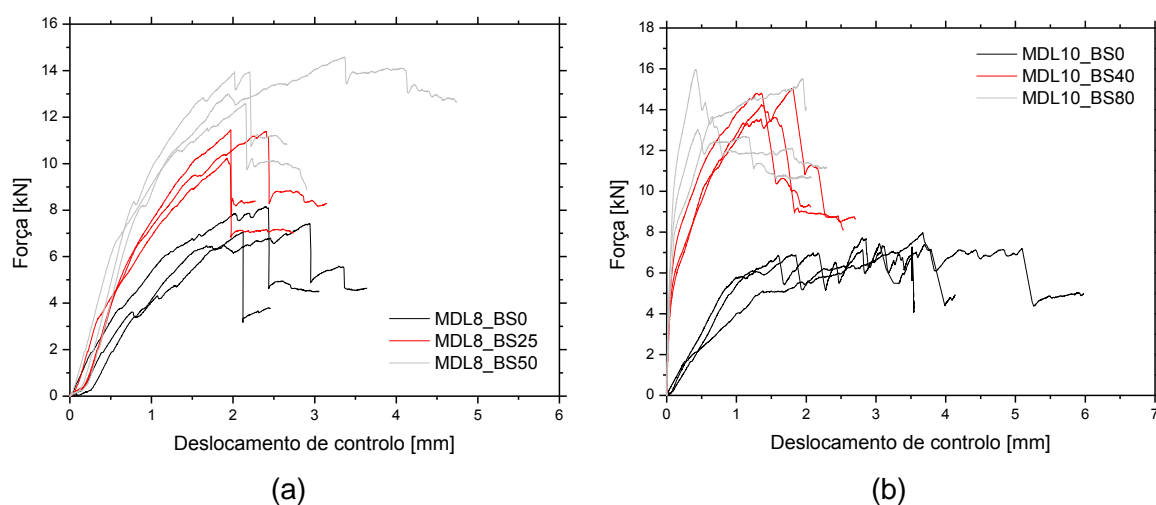 16
14
12
10
8
6
4
2
0
Força [kN]
MDL8_BS0
MDL8_BS25
MDL8_BS50
0 1 2 3 4 5 6
Deslocamento de controlo [mm]
(a)
18
16
14
12
10
8
6
4
2
0
Força [kN]
MDL10_BS0
MDL10_BS40
MDL10_BS80
0 1 2 3 4 5 6 7
Deslocamento de controlo [mm]
(b)